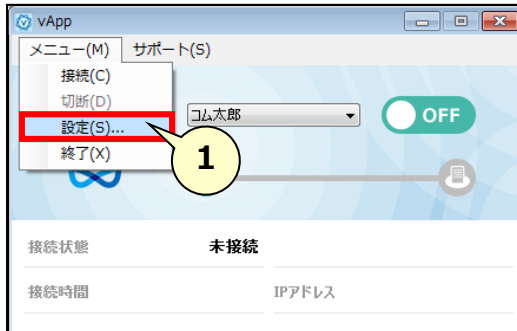 vApp
メニュー(M) サポート(S)
接続(C)
切断(D)
設定(S)...
終了(X)
コム太郎
OFF
1
接続状態 未接続
接続時間 IPアドレス